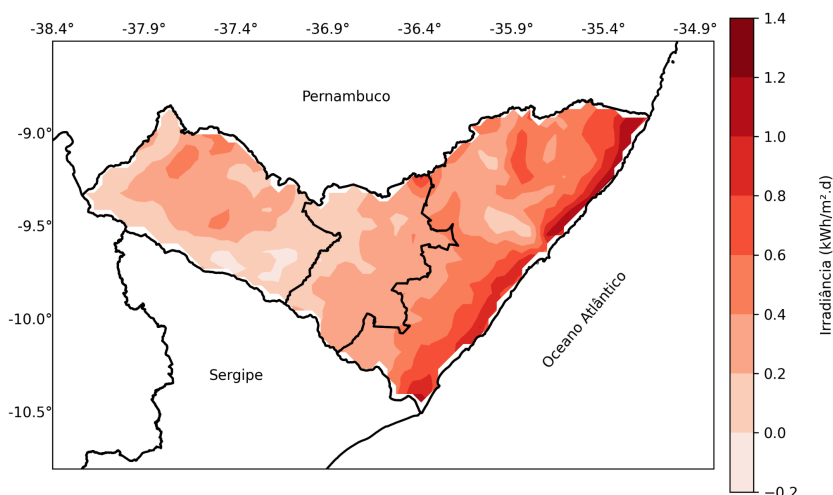 -38.4° -37.9° -37.4° -36.9° -36.4° -35.9° -35.4° -34.9°
-9.0°
-9.5°
-10.0°
-10.5°
Pernambuco
Sergipe
Oceano Atlântico
1.4
1.2
1.0
0.8
0.6
0.4
0.2
0.0
−0.2
Irradiância (kWh/m².d)